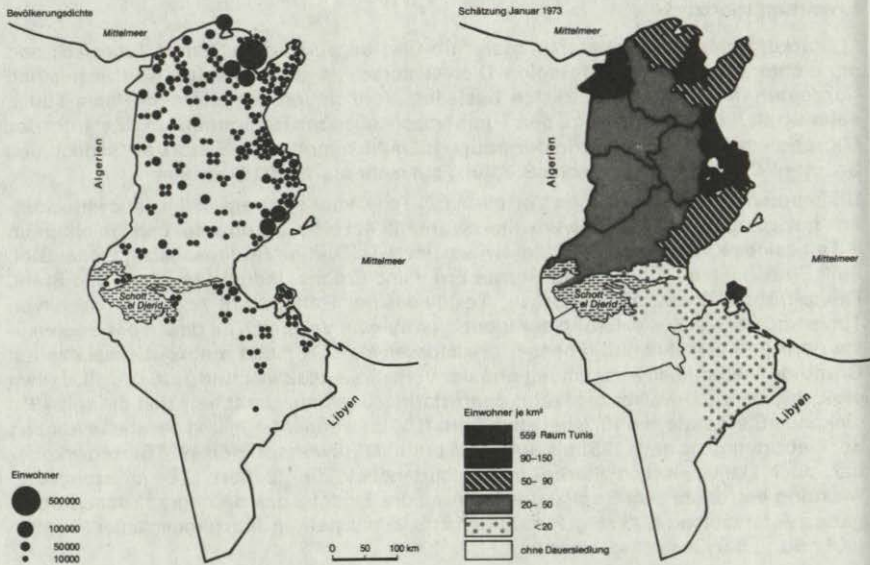 Bevölkerungsdichte
Mittelmeer
Algerien
Mittelmeer
Schott
el Djerid
Libyen
Einwohner
500000
100000
50000
10000
0 50 100 km
Schätzung Januar 1973
Mittelmeer
Algerien
Mittelmeer
Schott
el Djerid
Libyen
Einwohner je km²
559 Raum Tunis
90-150
50- 90
20- 50
<20
ohne Dauersiedlung